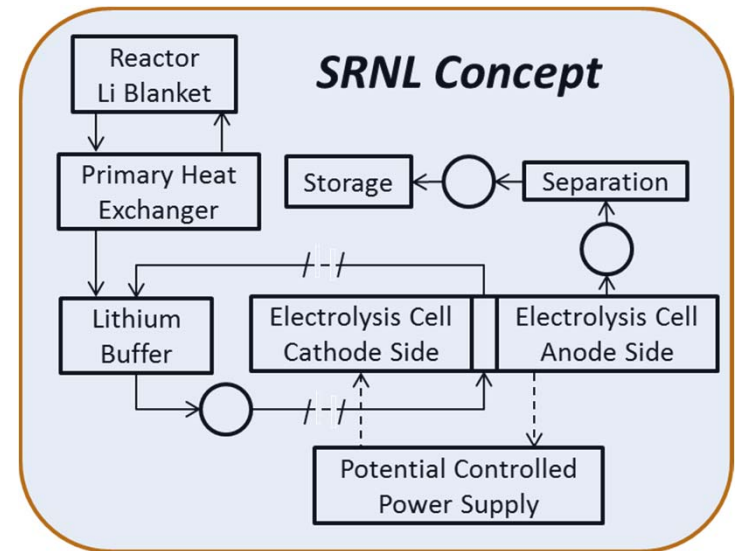 SRNL Concept
Reactor
Li Blanket
Primary Heat
Exchanger
Storage
Separation
Lithium
Buffer
Electrolysis Cell
Cathode Side
Electrolysis Cell
Anode Side
Potential Controlled
Power Supply